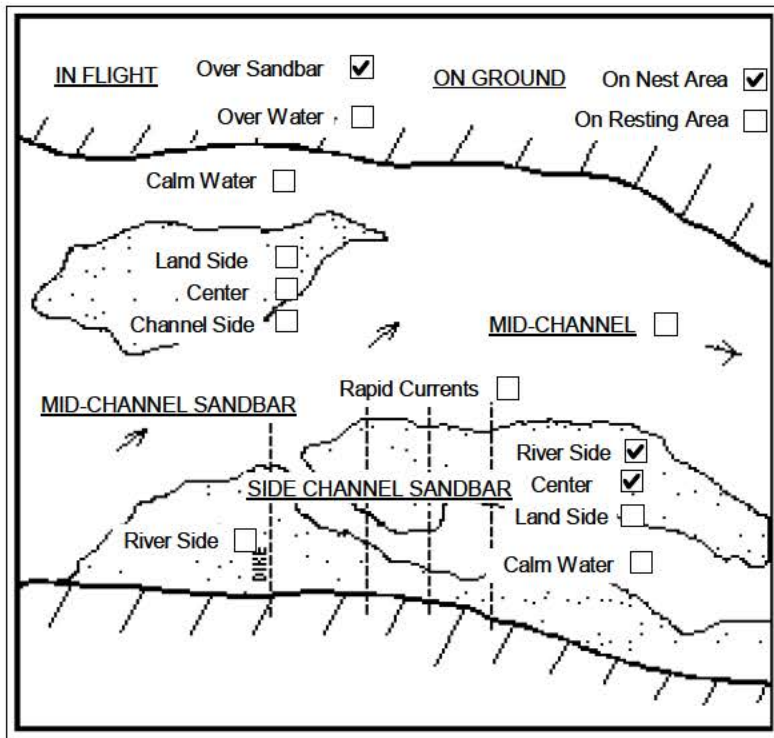 IN FLIGHT Over Sandbar ON GROUND On Nest Area
Over Water On Resting Area
Calm Water
Land Side
Center
Channel Side
MID-CHANNEL
Rapid Currents
MID-CHANNEL SANDBAR
River Side
SIDE CHANNEL SANDBAR Center
Land Side
River Side
DIKE
Calm Water